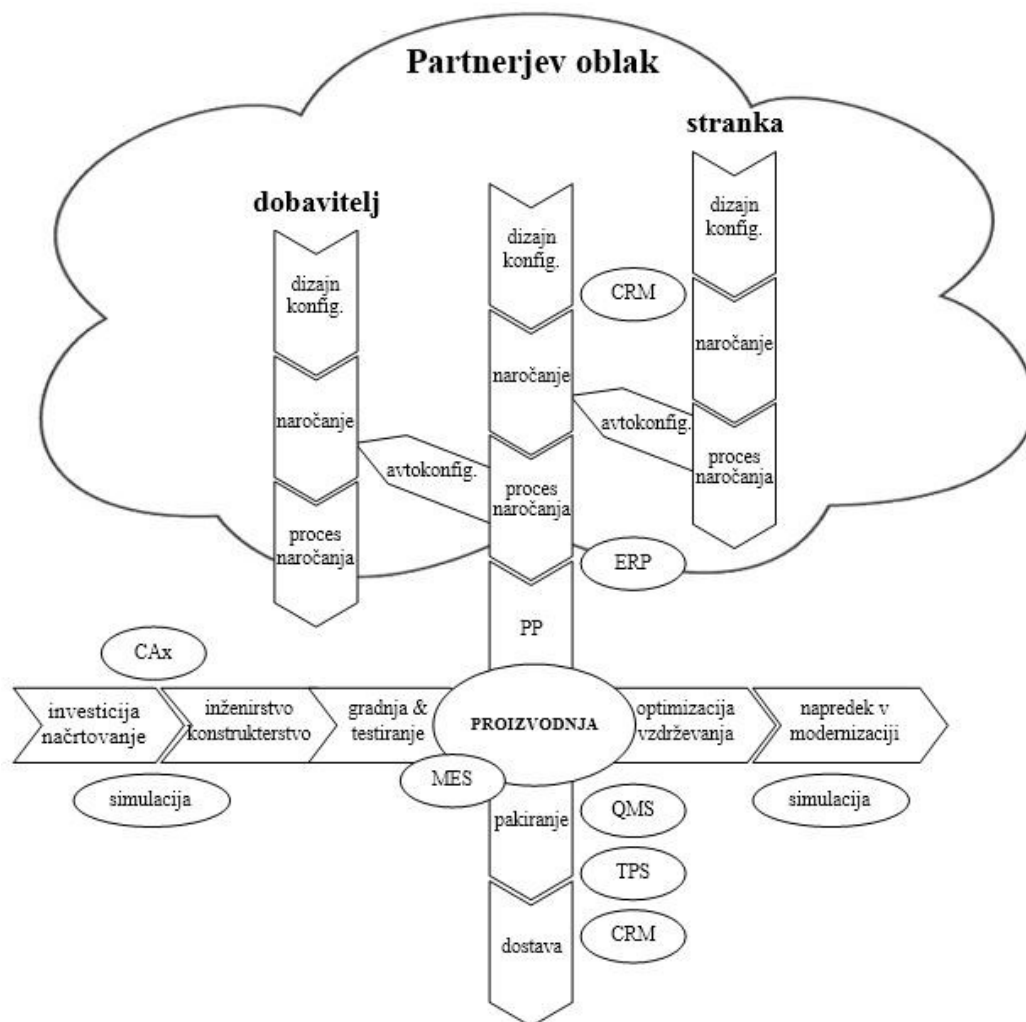 Partnerjev oblak
stranka
dobavitelj
dizajn
konfig.
dizajn
konfig.
dizajn
konfig.
CRM
naročanje
naročanje
naročanje
avtokonfig.
avtokonfig.
proces
naročanja
proces
naročanja
proces
naročanja
ERP
PP
CAx
investicija
načrtovanje
inženirstvo
konstrukterstvo
gradnja &
testiranje
PROIZVODNJA
optimizacija
vzdrževanja
napredek v
modernizaciji
MES
simulacija
pakiranje
QMS
simulacija
TPS
dostava
CRM